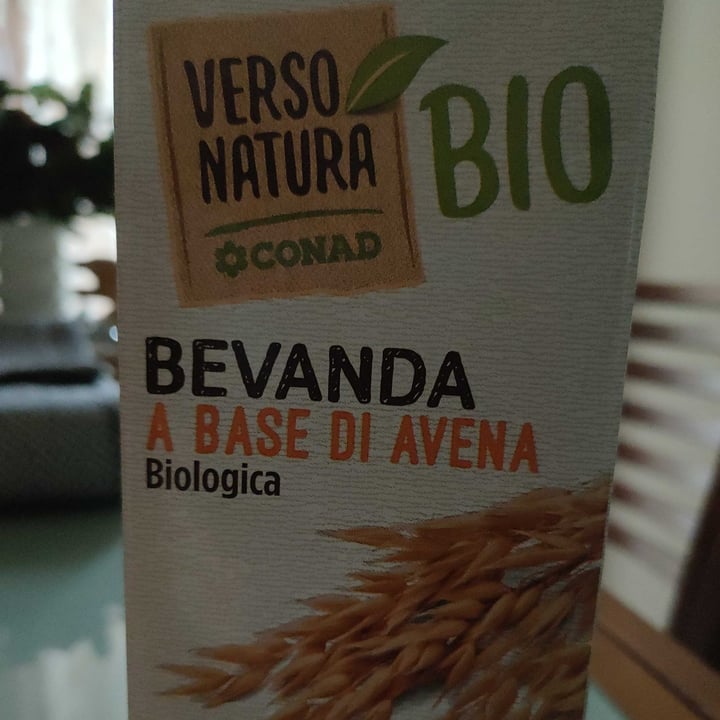 VERSO
NATURA
CONAD
BIO
BEVANDA
A BASE DI AVENA
Biologica